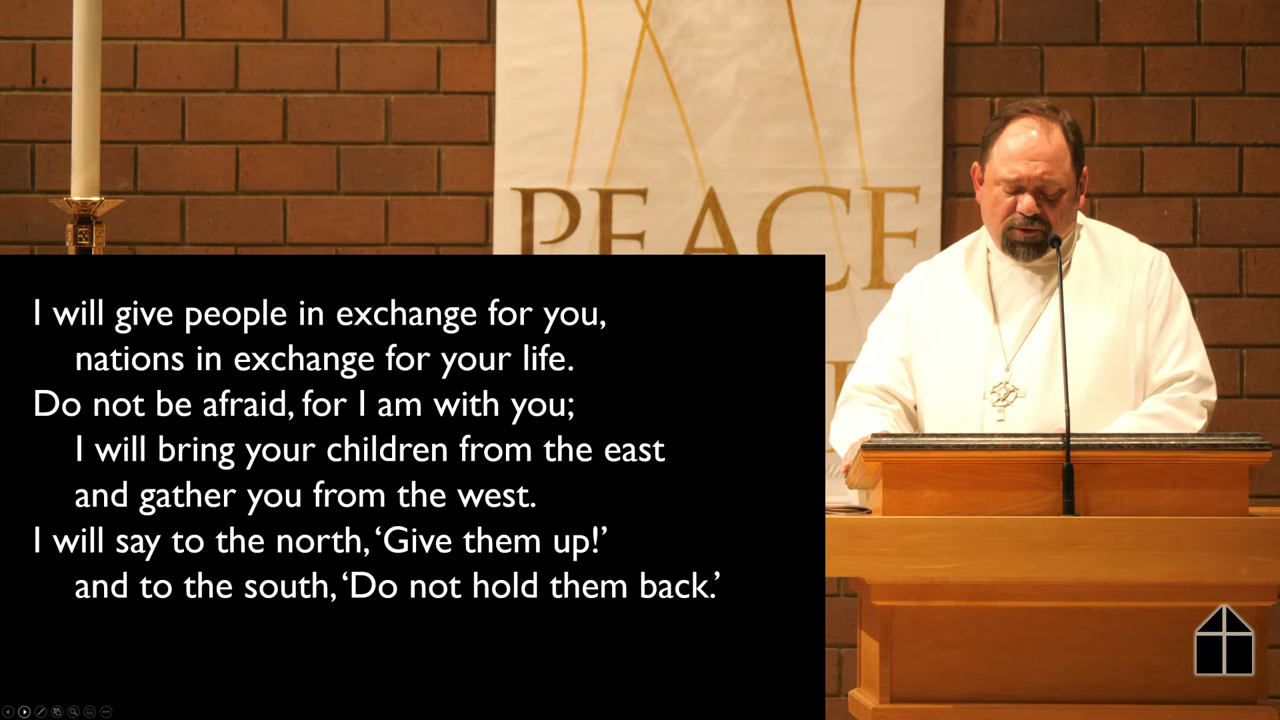 PEACE
I will give people in exchange for you,
nations in exchange for your life.
Do not be afraid, for I am with you;
I will bring your children from the east
and gather you from the west.
I will say to the north, ‘Give them up!’
and to the south, ‘Do not hold them back.’